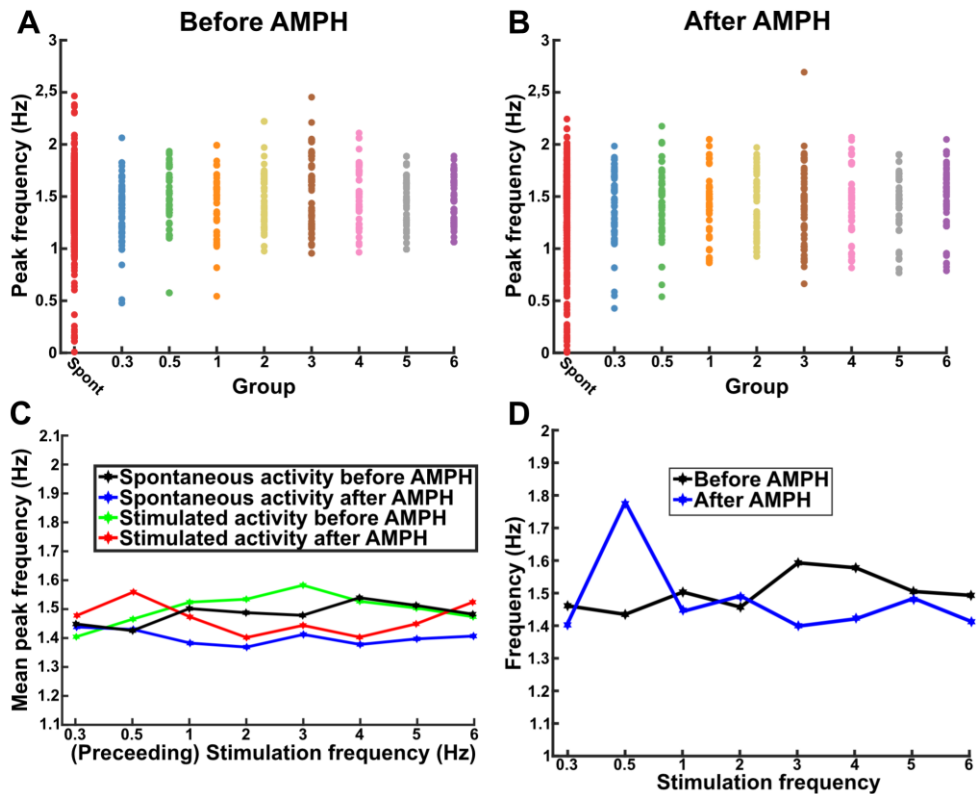 A Before AMPH
Peak frequency (Hz)
3
2,5
2
1.5
1
0.5
0
Spont 0.3 0.5 1 2 3 4 5 6
Group
B After AMPH
Peak frequency (Hz)
3
2,5
2
1.5
1
0.5
0
Spont 0.3 0.5 1 2 3 4 5 6
Group
C
Mean peak frequency (Hz)
2.1
2
1.9
1.8
1.7
1.6
1.5
1.4
1.3
1.2
1.1
Spontaneous activity before AMPH
Spontaneous activity after AMPH
Stimulated activity before AMPH
Stimulated activity after AMPH
0.3 0.5 1 2 3 4 5 6
(Preceeding) Stimulation frequency (Hz)
D
Frequency (Hz)
2
1.9
1.8
1.7
1.6
1.5
1.4
1.3
1.2
1.1
1
Before AMPH
After AMPH
0.3 0.5 1 2 3 4 5 6
Stimulation frequency